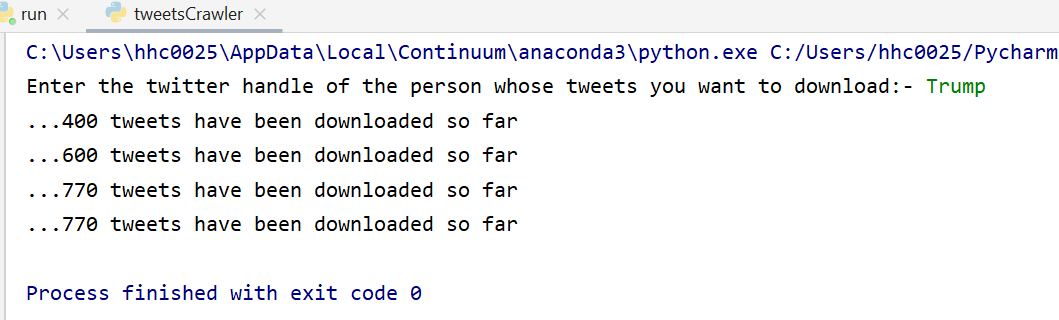 run tweetsCrawler
C:\Users\hhc0025\AppData\Local\Continuum\anaconda3\python.exe C:/Users/hhc0025/Pycharm
Enter the twitter handle of the person whose tweets you want to download:- Trump
...400 tweets have been downloaded so far
...600 tweets have been downloaded so far
...770 tweets have been downloaded so far
...770 tweets have been downloaded so far
Process finished with exit code 0